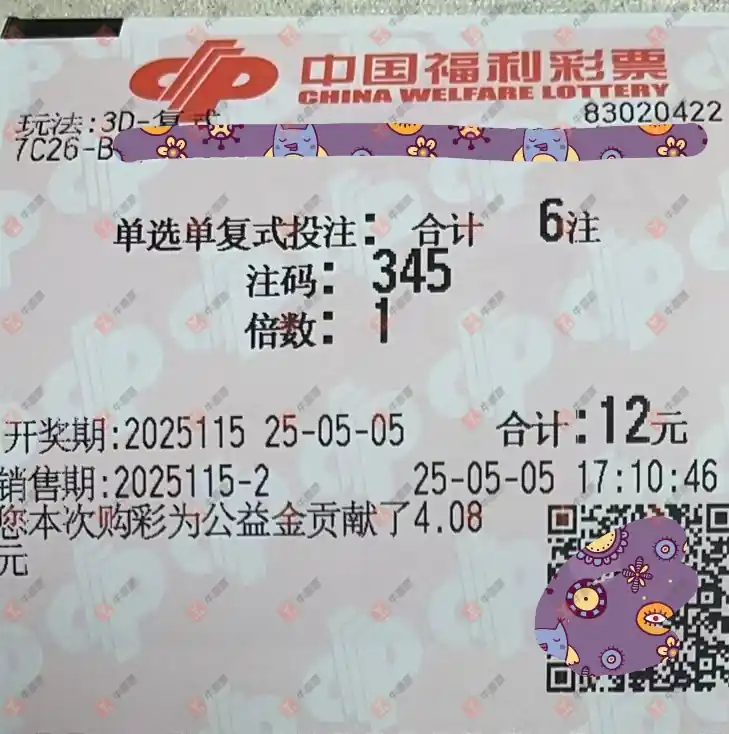 中国福利彩票
CHINA WELFARE LOTTERY
玩法:3D-复式
83020422
7C26-B
单选单复式投注: 合计 6注
注码: 345
倍数: 1
开奖期:2025115 25-05-05 合计:12元
销售期:2025115-2 25-05-05 17:10:46
您本次购彩为公益金贡献了4.08
元